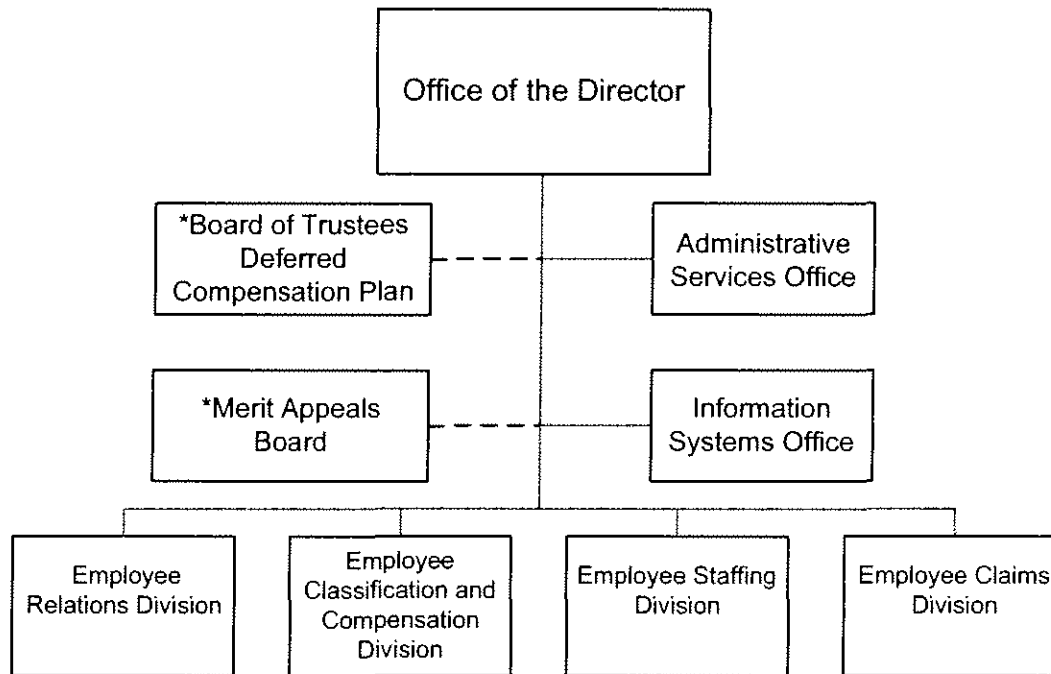 Office of the Director
*Board of Trustees
Deferred
Compensation Plan
Administrative
Services Office
*Merit Appeals
Board
Information
Systems Office
Employee
Relations Division
Employee
Classification and
Compensation
Division
Employee Staffing
Division
Employee Claims
Division